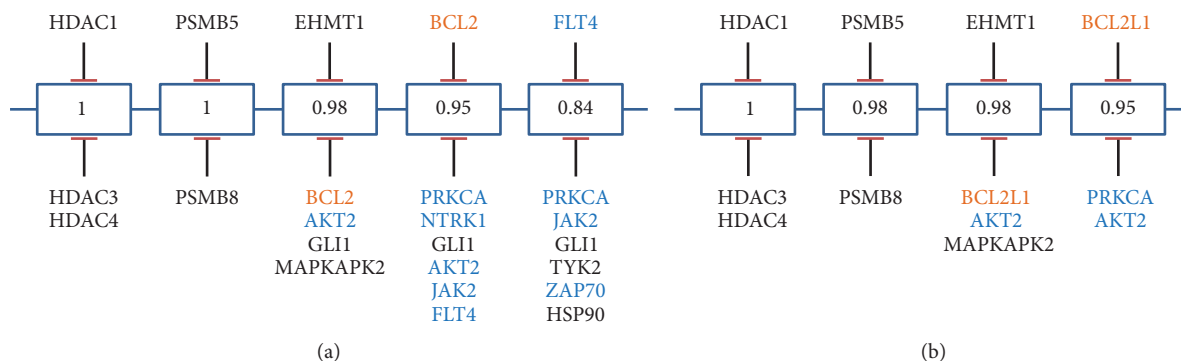 HDAC1 PSMB5 EHMT1 BCL2 FLT4
1 1 0.98 0.95 0.84
HDAC3 PSMB8 BCL2 PRKCA PRKCA
HDAC4 AKT2 NTRK1 JAK2
GLI1 GLI1 GLI1
MAPKAPK2 AKT2 TYK2
JAK2 ZAP70
FLT4 HSP90
(a)
HDAC1 PSMB5 EHMT1 BCL2L1
1 0.98 0.98 0.95
HDAC3 PSMB8 BCL2L1 PRKCA
HDAC4 AKT2 AKT2
MAPKAPK2
(b)